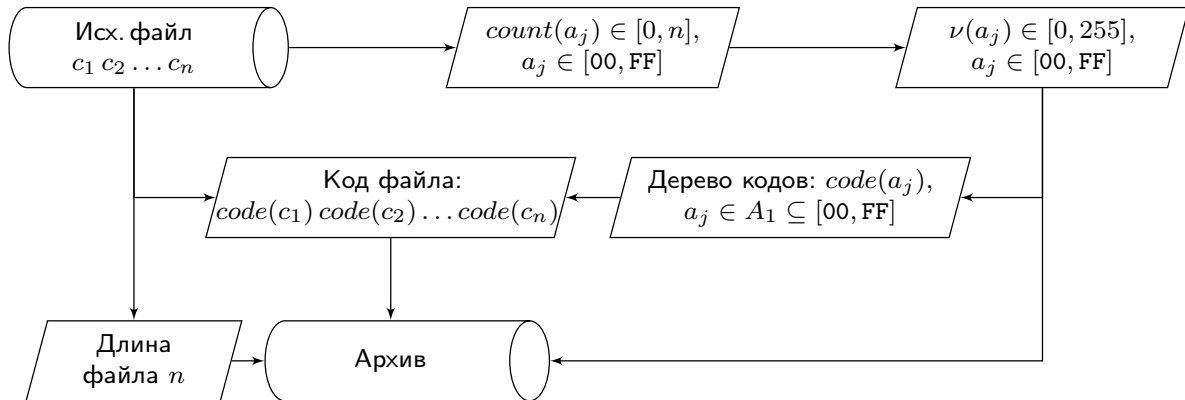 Исх. файл
c₁ c₂ … cₙ
count(aⱼ) ∈ [0, n],
aⱼ ∈ [00, FF]
ν(aⱼ) ∈ [0, 255],
aⱼ ∈ [00, FF]
Код файла:
code(c₁) code(c₂) … code(cₙ)
Дерево кодов: code(aⱼ),
aⱼ ∈ A₁ ⊆ [00, FF]
Длина
файла n
Архив